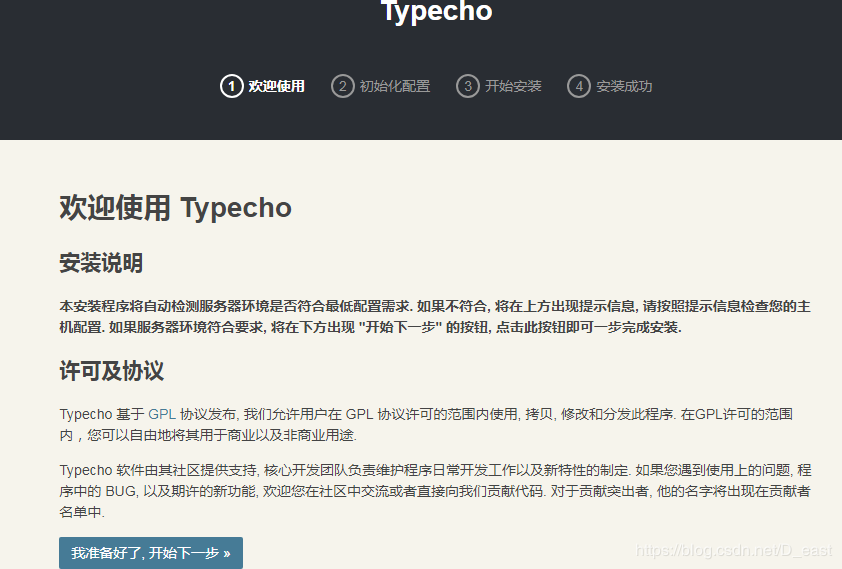 Typecho
1 欢迎使用 2 初始化配置 3 开始安装 4 安装成功
欢迎使用 Typecho
安装说明
本安装程序将自动检测服务器环境是否符合最低配置需求. 如果不符合, 将在上方出现提示信息, 请按照提示信息检查您的主
机配置. 如果服务器环境符合要求, 将在下方出现 "开始下一步" 的按钮, 点击此按钮即可一步完成安装.
许可及协议
Typecho 基于 GPL 协议发布, 我们允许用户在 GPL 协议许可的范围内使用, 拷贝, 修改和分发此程序. 在GPL许可的范围
内，您可以自由地将其用于商业以及非商业用途.
Typecho 软件由其社区提供支持, 核心开发团队负责维护程序日常开发工作以及新特性的制定. 如果您遇到使用上的问题, 程
序中的 BUG, 以及期许的新功能, 欢迎您在社区中交流或者直接向我们贡献代码. 对于贡献突出者, 他的名字将出现在贡献者
名单中.
我准备好了, 开始下一步 »
https://blog.csdn.net/D_east